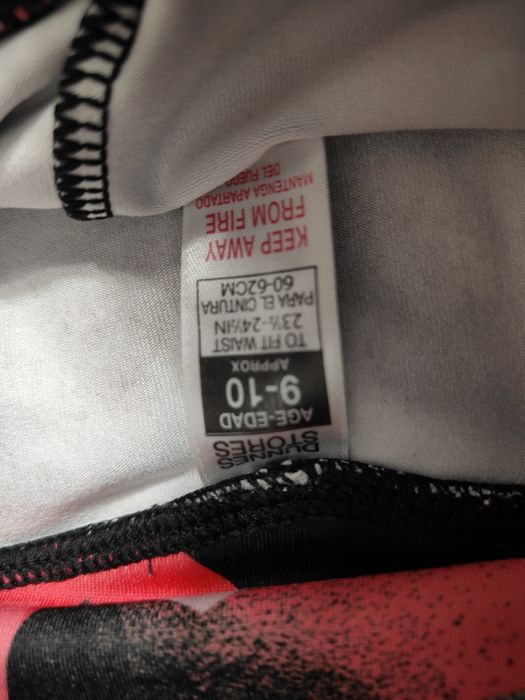 DUNNES
STORES
AGE-EDAD
9-10
APPROX
TO FIT WAIST
23½-24½IN
PARA EL CINTURA
60-62CM
KEEP AWAY
FROM FIRE
MANTENGA APARTADO
DEL FUEGO